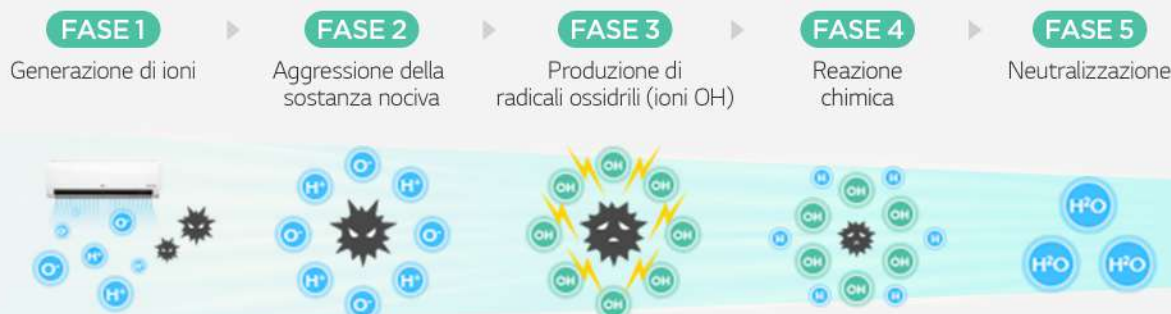 FASE 1
FASE 2
FASE 3
FASE 4
FASE 5
Generazione di ioni
Aggressione della
sostanza nociva
Produzione di
radicali ossidrili (ioni OH)
Reazione
chimica
Neutralizzazione
O⁻
H⁺
O⁻
H⁺
O⁻
H⁺
H⁺
O⁻
O⁻
H⁺
H⁺
O⁻
OH
OH
OH
OH
OH
OH
OH
OH
H
H
OH
OH
OH
H
H
OH
OH
OH
H
H
H²O
H²O
H²O